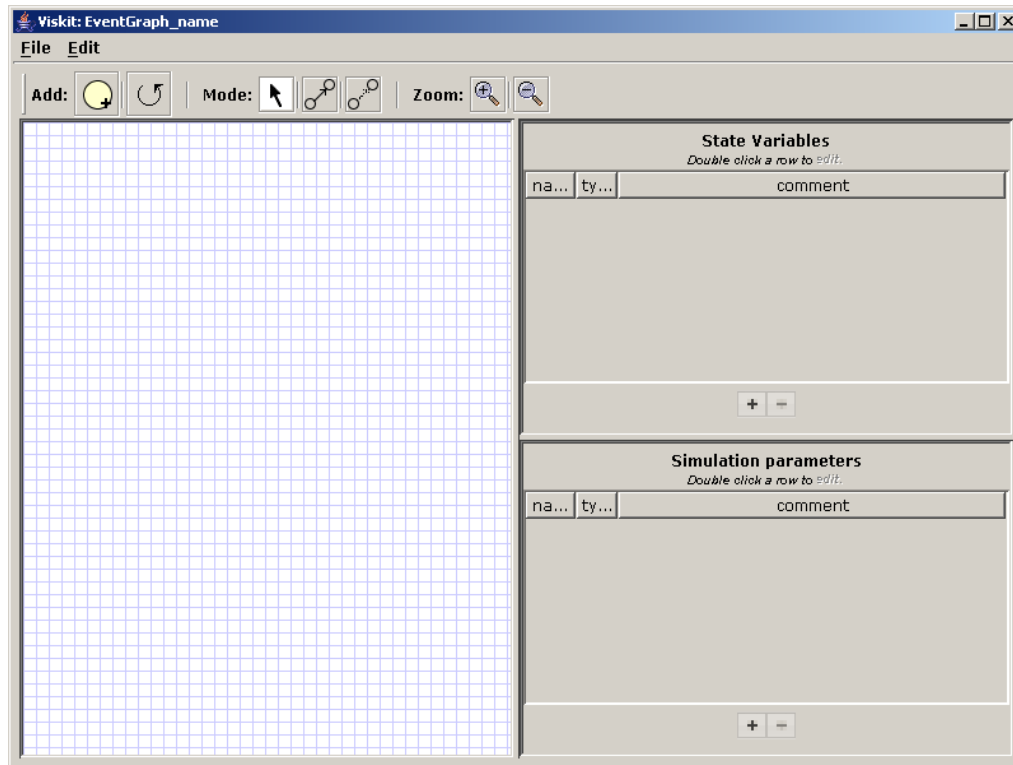 Viskit: EventGraph_name
File Edit
Add: Mode: Zoom:
State Variables
Double click a row to edit.
na... ty... comment
+ −
Simulation parameters
Double click a row to edit.
na... ty... comment
+ −